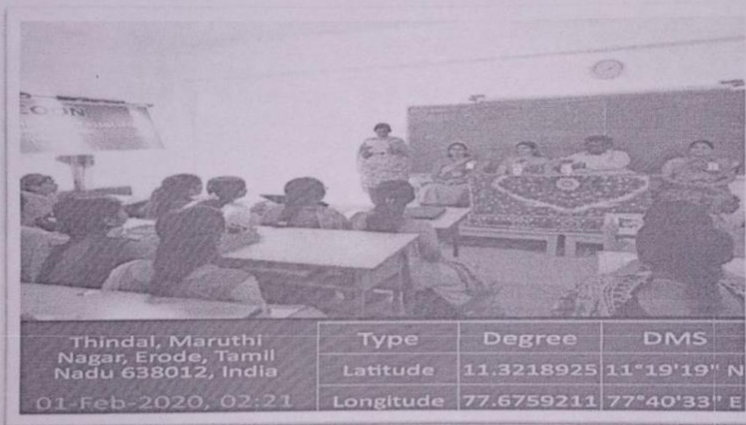 Thindal, Maruthi
Nagar, Erode, Tamil
Nadu 638012, India
01-Feb-2020, 02:21
Type Degree DMS
Latitude 11.3218925 11°19'19" N
Longitude 77.6759211 77°40'33" E